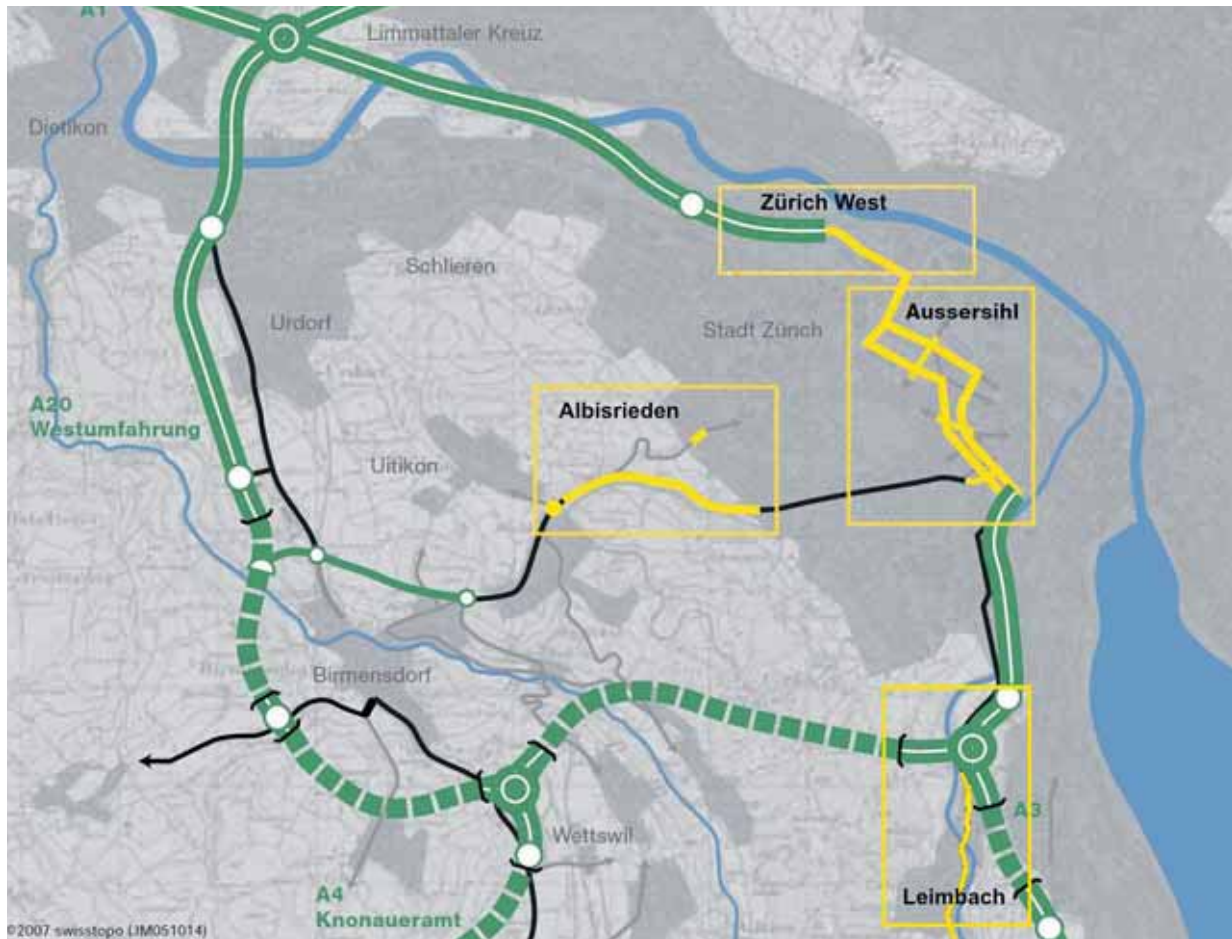 A1
Limmattaler Kreuz
Dietikon
Zürich West
Schlieren
Aussersihl
Urdorf
Stadt Zürich
A20
Westumfahrung
Albisrieden
Uitikon
Birmensdorf
A3
Wettswil
A4
Knonaueramt
Leimbach
©2007 swisstopo (JM051014)